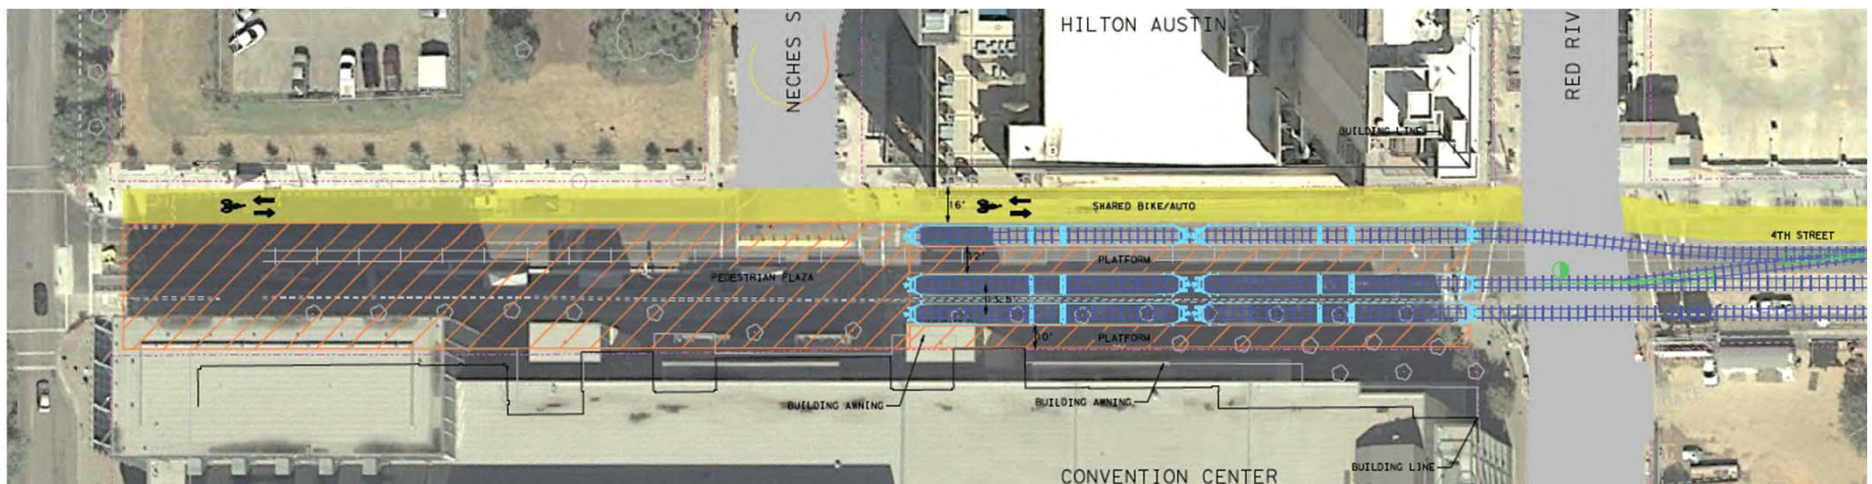 NECHES S
HILTON AUSTIN
RED RIV
BUILDING LINE
16'
SHARED BIKE/AUTO
4TH STREET
12'
PLATFORM
PEDESTRIAN PLAZA
PLATFORM
BUILDING AWNING
BUILDING AWNING
BUILDING LINE
CONVENTION CENTER